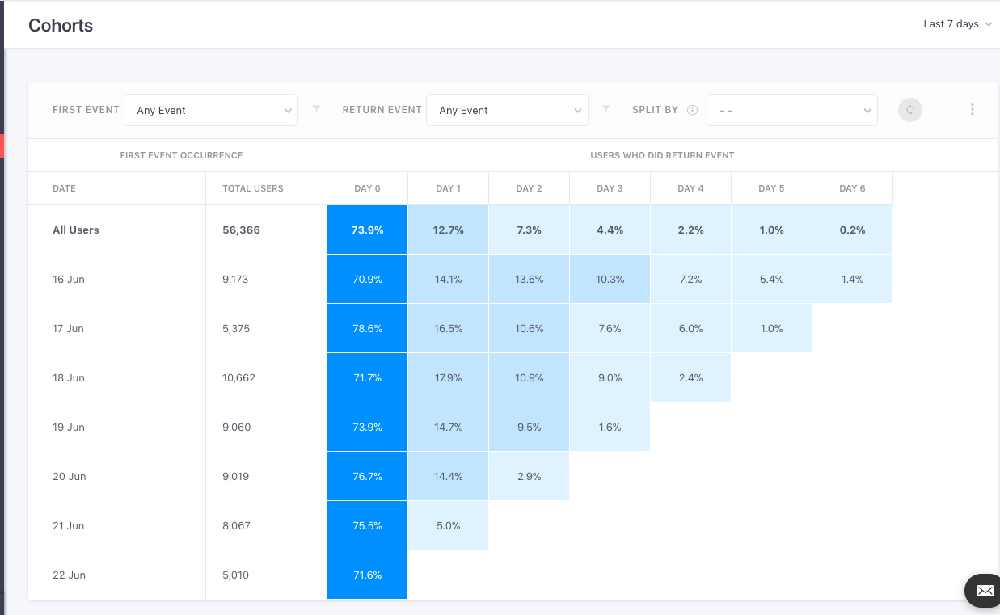 Cohorts
Last 7 days
FIRST EVENT Any Event RETURN EVENT Any Event SPLIT BY - -
FIRST EVENT OCCURRENCE USERS WHO DID RETURN EVENT
DATE TOTAL USERS DAY 0 DAY 1 DAY 2 DAY 3 DAY 4 DAY 5 DAY 6
All Users 56,366 73.9% 12.7% 7.3% 4.4% 2.2% 1.0% 0.2%
16 Jun 9,173 70.9% 14.1% 13.6% 10.3% 7.2% 5.4% 1.4%
17 Jun 5,375 78.6% 16.5% 10.6% 7.6% 6.0% 1.0%
18 Jun 10,662 71.7% 17.9% 10.9% 9.0% 2.4%
19 Jun 9,060 73.9% 14.7% 9.5% 1.6%
20 Jun 9,019 76.7% 14.4% 2.9%
21 Jun 8,067 75.5% 5.0%
22 Jun 5,010 71.6%